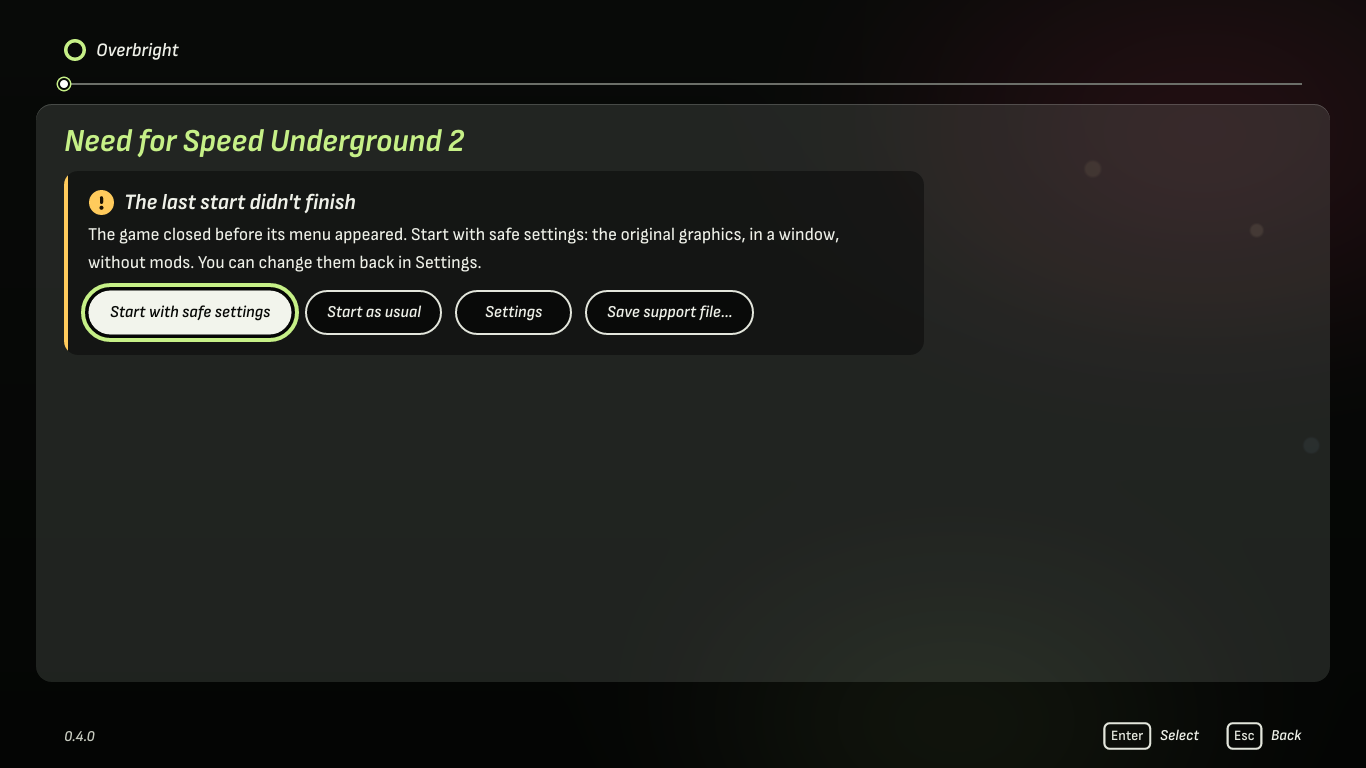 Overbright
Need for Speed Underground 2
The last start didn't finish
The game closed before its menu appeared. Start with safe settings: the original graphics, in a window,
without mods. You can change them back in Settings.
Start with safe settings
Start as usual
Settings
Save support file...
0.4.0
Enter Select
Esc Back